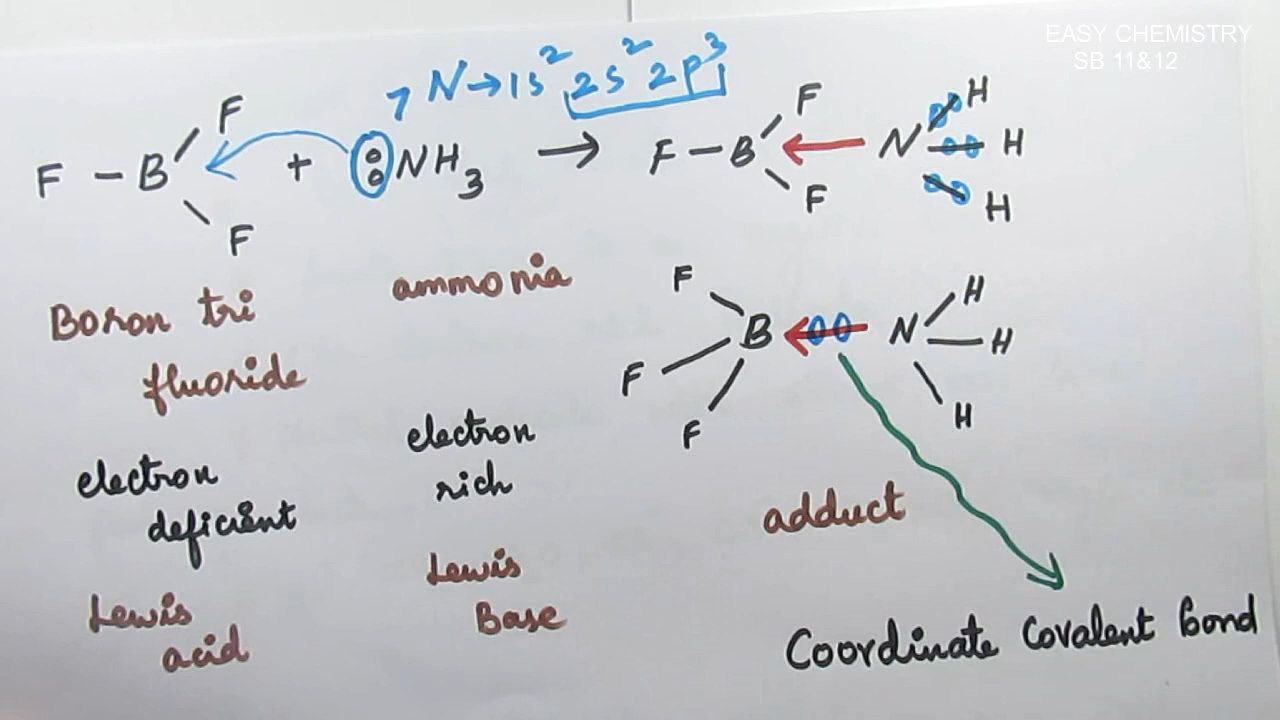 EASY CHEMISTRY
SB 11&12
7 N→1s² 2s² 2p³
F
F – B + :NH₃ → F – B ← N H
F
F
H
F
H
Boron tri
fluoride
ammonia
F
F
F
B ← N
H
H
H
electron
deficient
electron
rich
adduct
Lewis
acid
Lewis
Base
Coordinate Covalent Bond